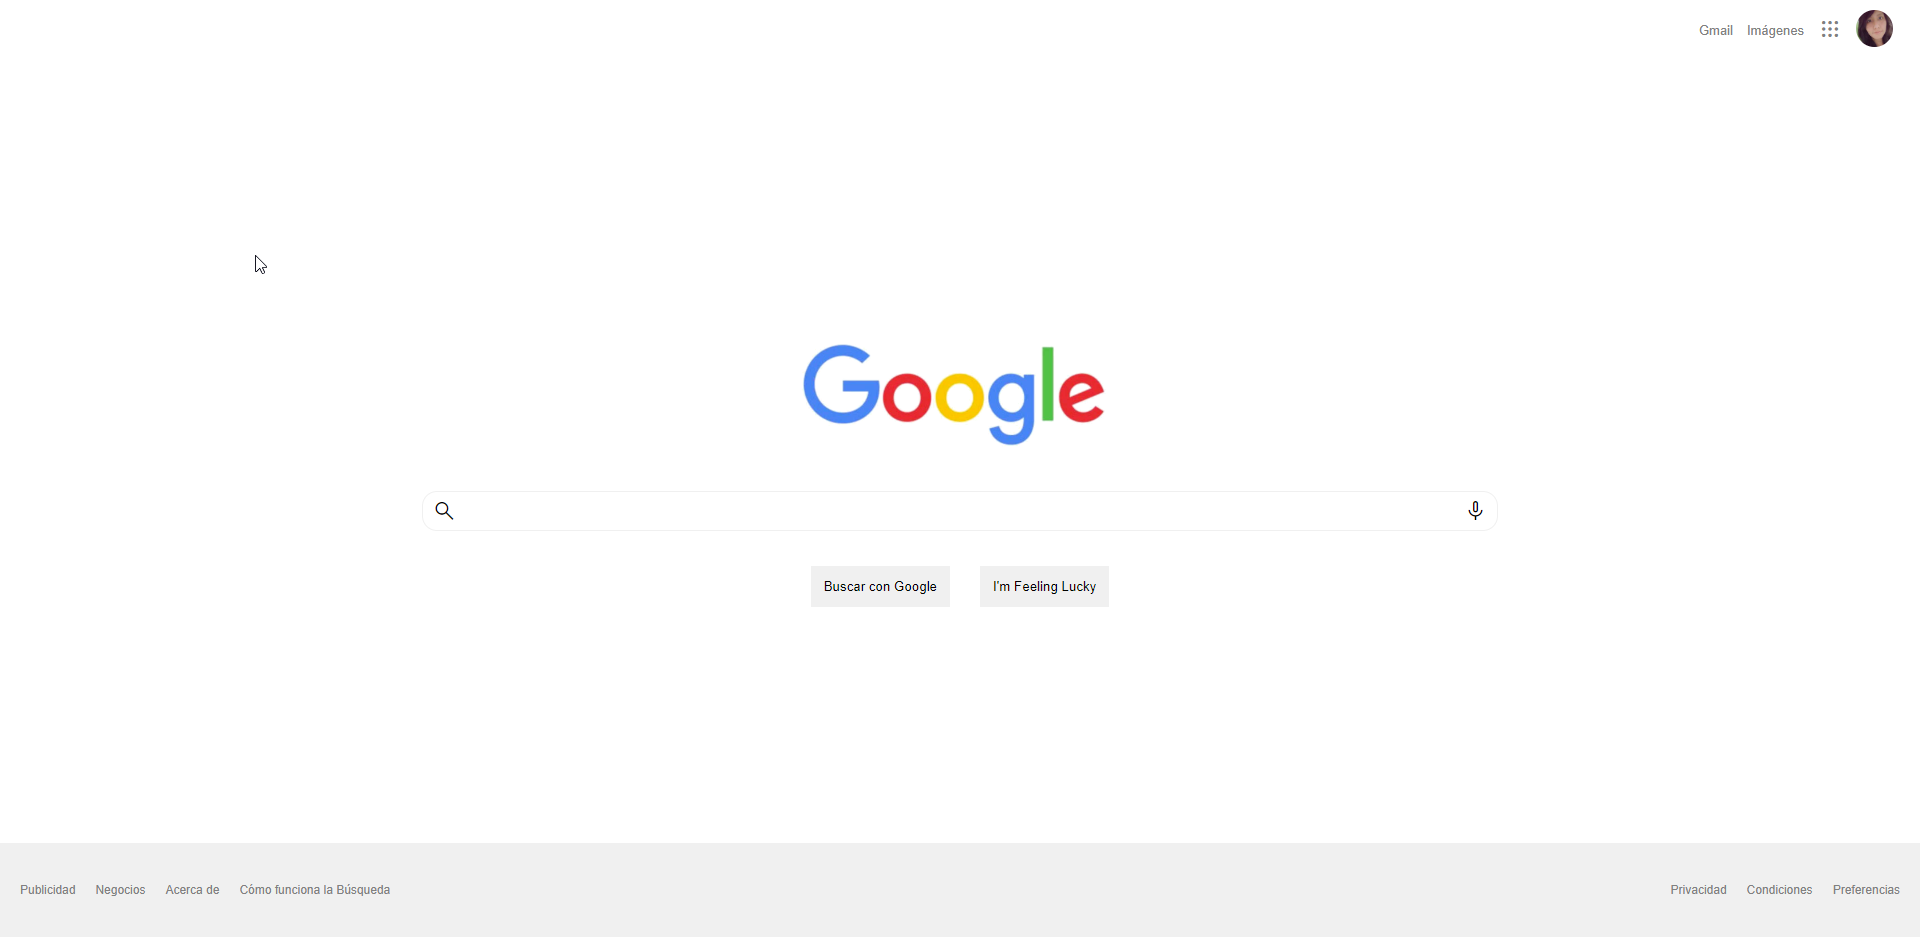 Gmail Imágenes
Google
Buscar con Google I'm Feeling Lucky
Publicidad Negocios Acerca de Cómo funciona la Búsqueda Privacidad Condiciones Preferencias